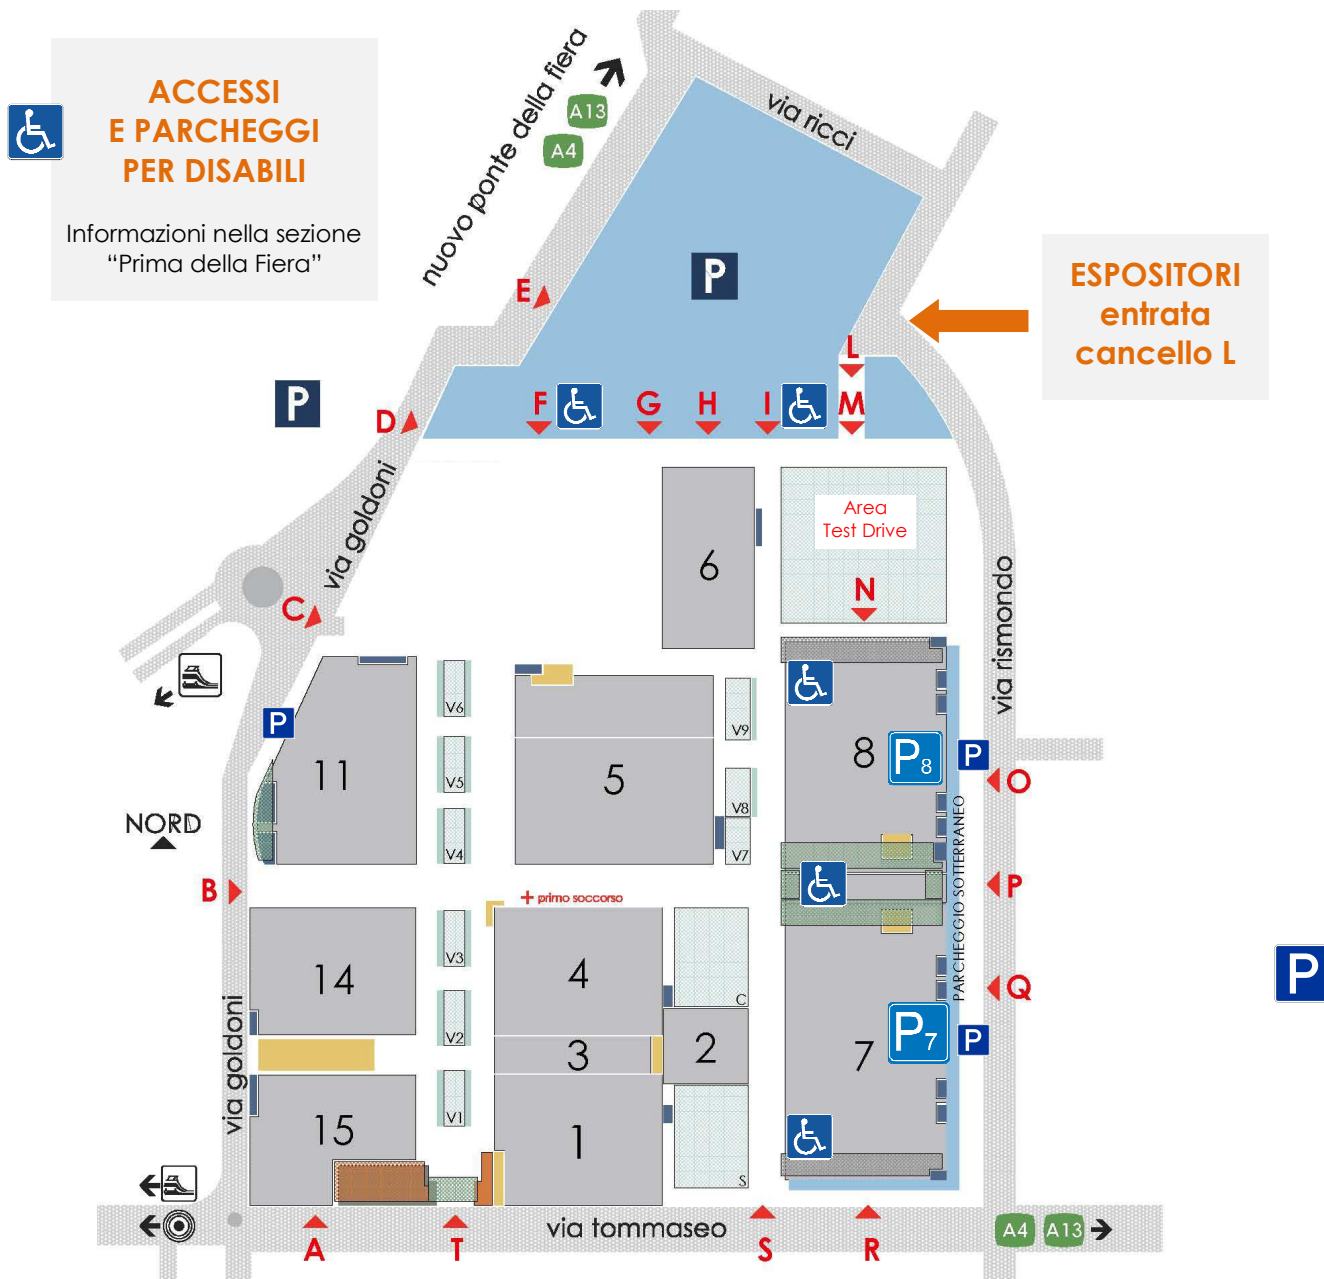 ACCESSI
E PARCHEGGI
PER DISABILI
Informazioni nella sezione
“Prima della Fiera”
nuovo ponte della fiera
A13
A4
via ricci
P
ESPOSITORI
entrata
cancello L
E
L
P
D
F
G
H
I
M
via goldoni
Area
Test Drive
6
N
C
via rismondo
V6
V9
P
11
V5
5
V8
8
P8
P
O
NORD
V4
V7
PARCHEGGIO SOTTERRANEO
B
+ primo soccorso
P
14
V3
4
C
Q
P
via goldoni
V2
3
2
7
P7
P
15
V1
1
S
via tommaseo
A4
A13
A
T
S
R